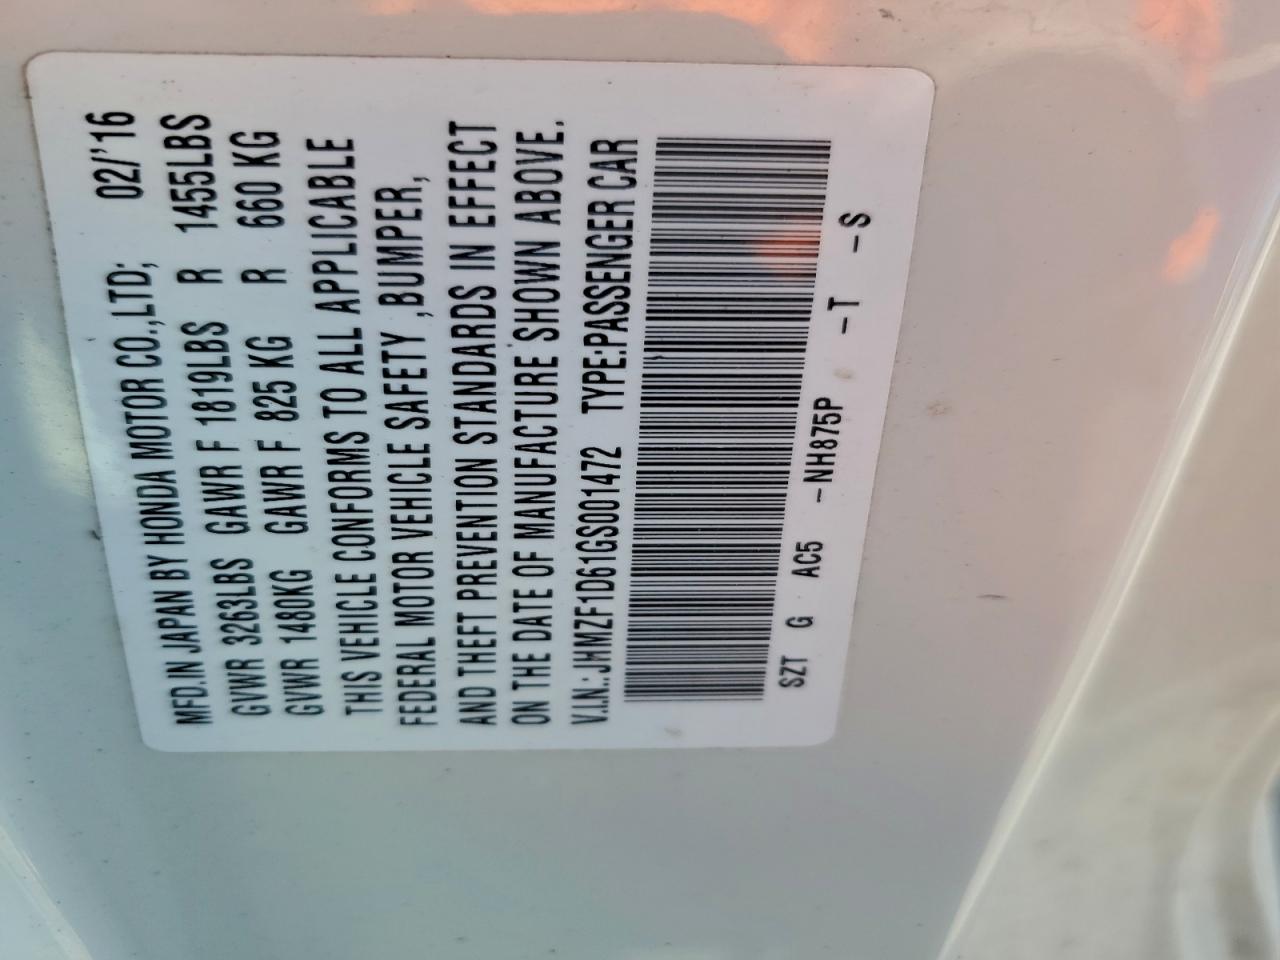 MFD.IN JAPAN BY HONDA MOTOR CO.,LTD; 02/'16
GVWR 3263LBS GAWR F 1819LBS R 1455LBS
GVWR 1480KG GAWR F 825 KG R 660 KG
THIS VEHICLE CONFORMS TO ALL APPLICABLE
FEDERAL MOTOR VEHICLE SAFETY ,BUMPER,
AND THEFT PREVENTION STANDARDS IN EFFECT
ON THE DATE OF MANUFACTURE SHOWN ABOVE.
V.I.N.:JHMZF1D61GS001472 TYPE:PASSENGER CAR
SZT G AC5 -NH875P -T -S